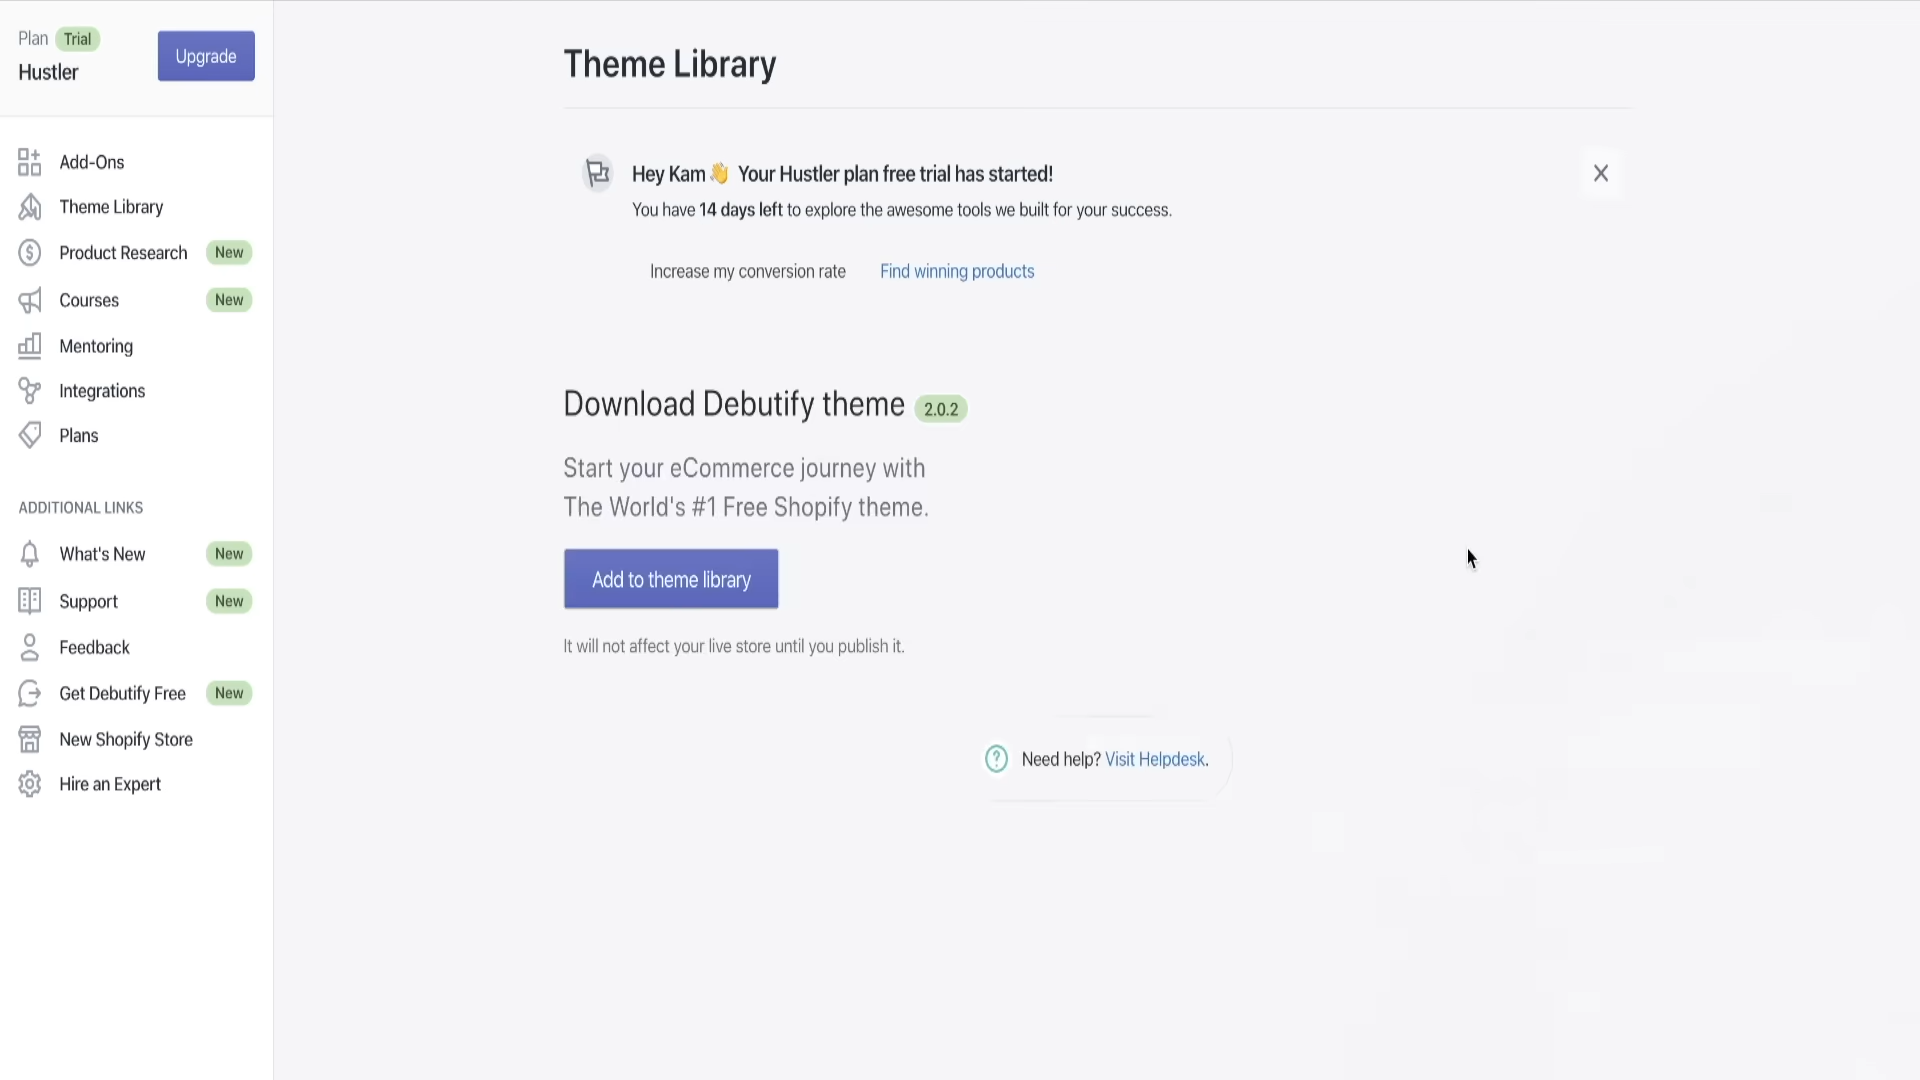 Plan Trial
Hustler
Upgrade
Add-Ons
Theme Library
Product Research New
Courses New
Mentoring
Integrations
Plans
ADDITIONAL LINKS
What's New New
Support New
Feedback
Get Debutify Free New
New Shopify Store
Hire an Expert
Theme Library
Hey Kam 👋 Your Hustler plan free trial has started!
You have 14 days left to explore the awesome tools we built for your success.
Increase my conversion rate Find winning products
Download Debutify theme 2.0.2
Start your eCommerce journey with
The World's #1 Free Shopify theme.
Add to theme library
It will not affect your live store until you publish it.
Need help? Visit Helpdesk.